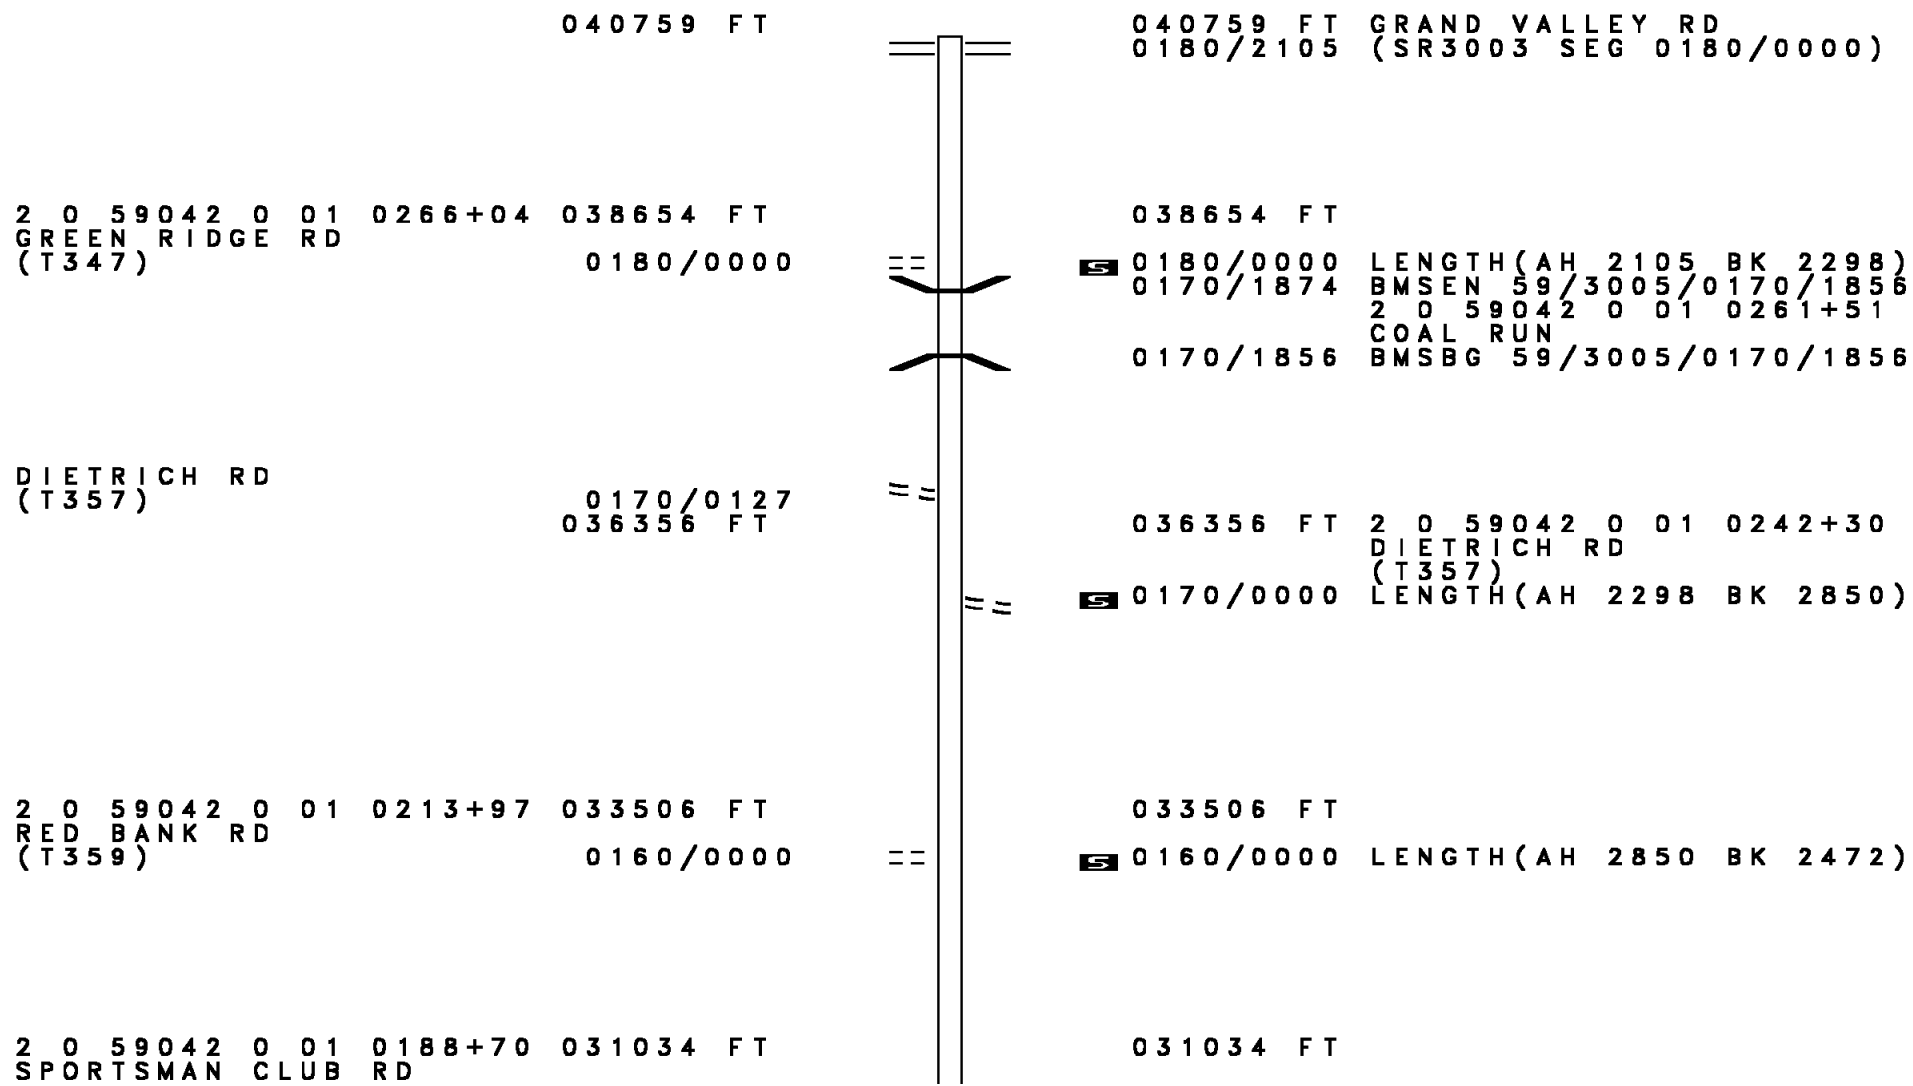 040759 FT 040759 FT GRAND VALLEY RD
0180/2105 (SR3003 SEG 0180/0000)
2 0 59042 0 01 0266+04 038654 FT 038654 FT
GREEN RIDGE RD
(T347) 0180/0000 S 0180/0000 LENGTH(AH 2105 BK 2298)
0170/1874 BMSEN 59/3005/0170/1856
2 0 59042 0 01 0261+51
COAL RUN
0170/1856 BMSBG 59/3005/0170/1856
DIETRICH RD
(T357) 0170/0127
036356 FT 036356 FT 2 0 59042 0 01 0242+30
DIETRICH RD
(T357)
S 0170/0000 LENGTH(AH 2298 BK 2850)
2 0 59042 0 01 0213+97 033506 FT 033506 FT
RED BANK RD
(T359) 0160/0000 S 0160/0000 LENGTH(AH 2850 BK 2472)
2 0 59042 0 01 0188+70 031034 FT 031034 FT
SPORTSMAN CLUB RD